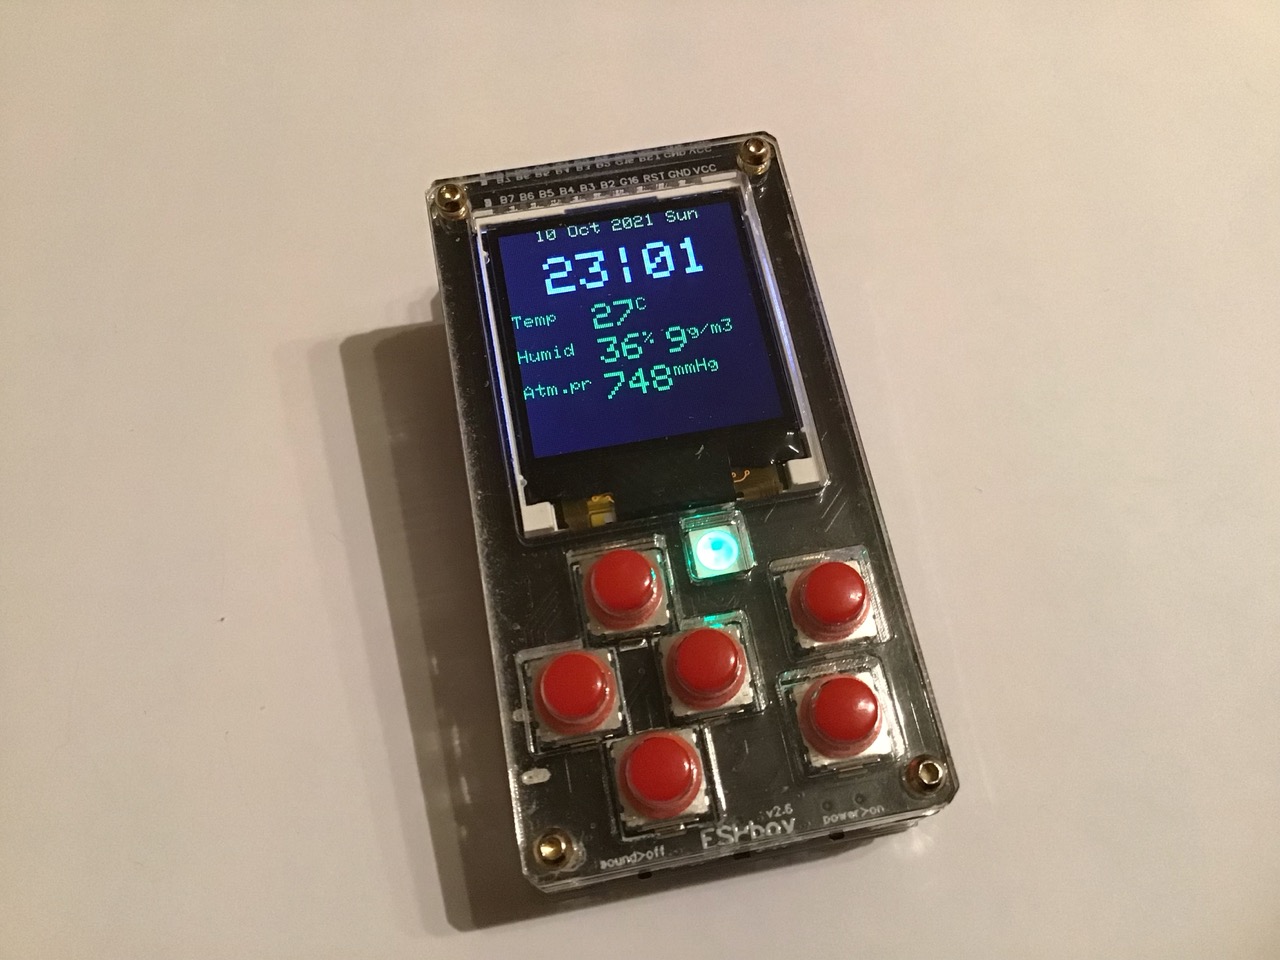 B7 B6 B5 B4 B3 B2 G16 RST GND VCC
10 Oct 2021 Sun
23:01
Temp 27°C
Humid 36% 9g/m3
Atm.pr 748mmHg
v2.6
ESPboy
power>on
sound>off